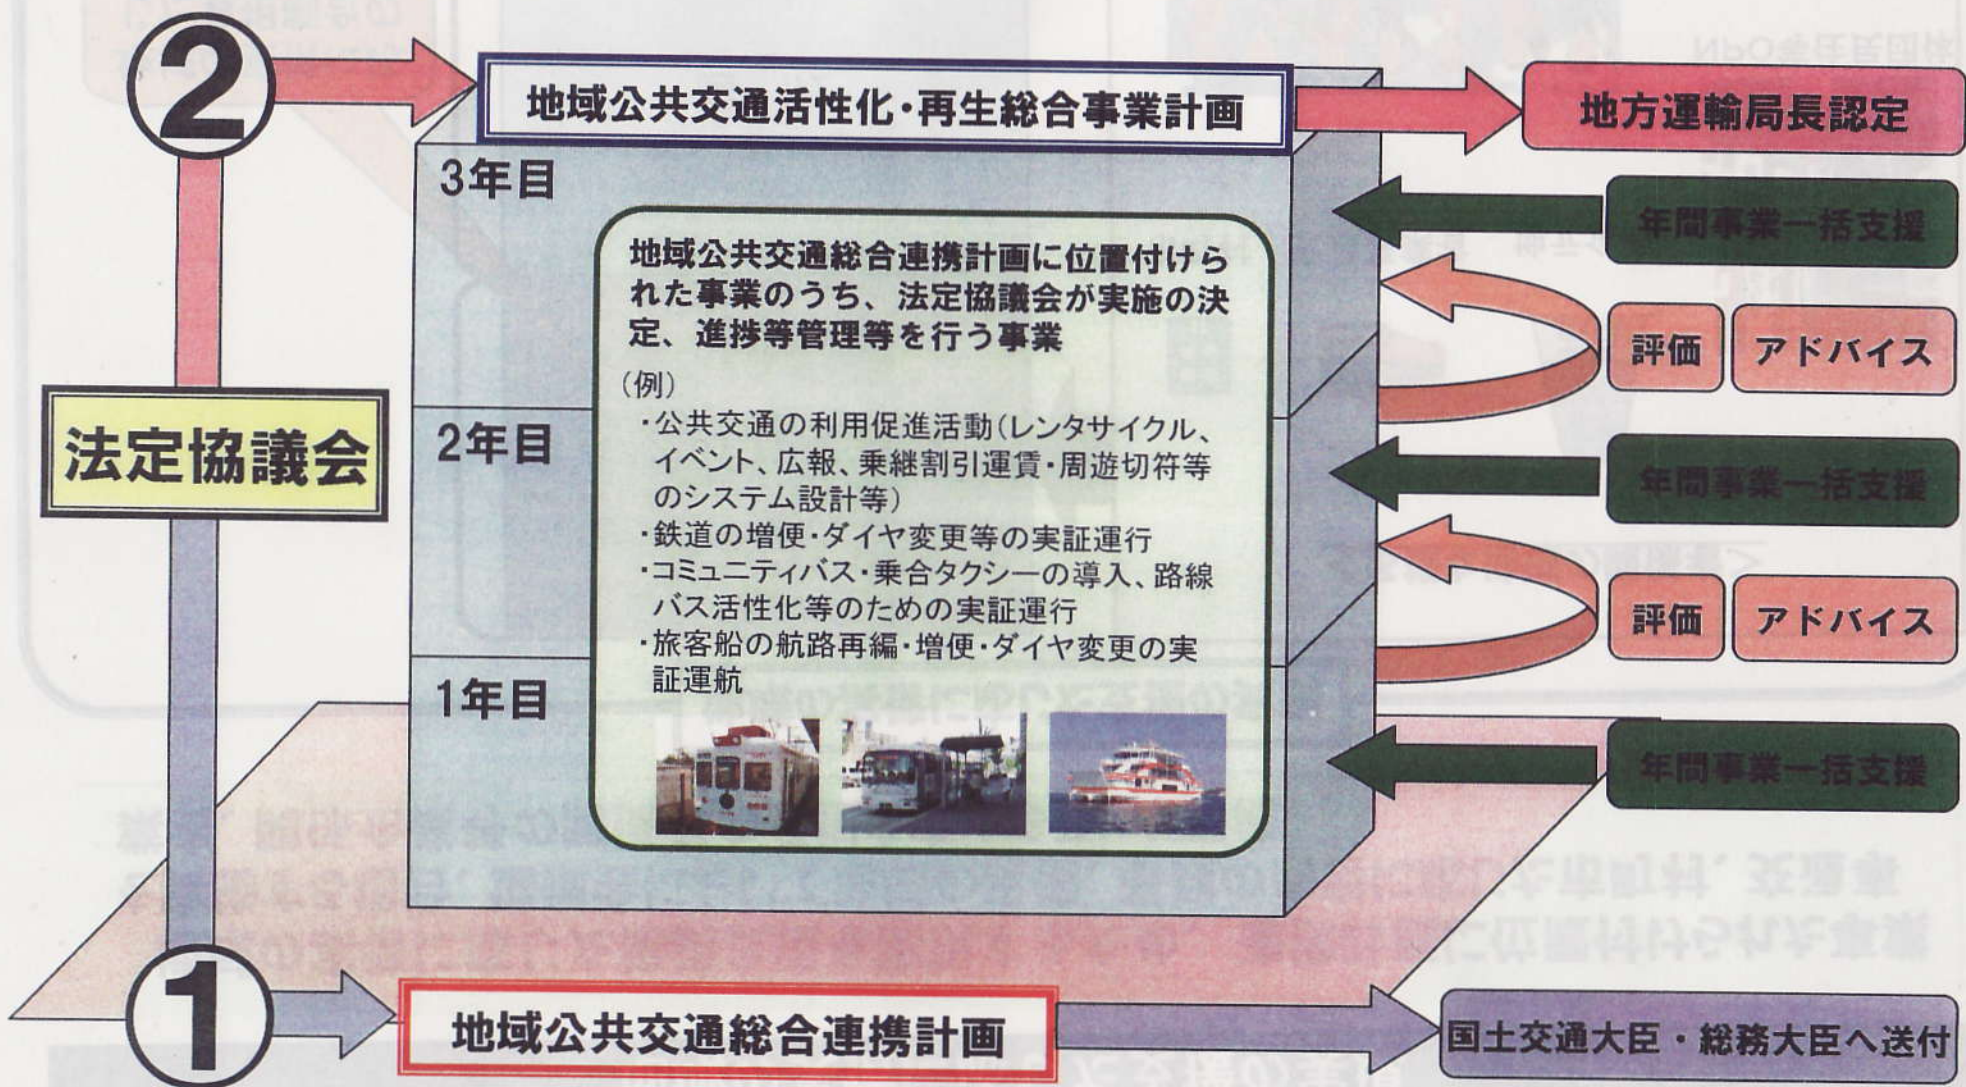 ②
地域公共交通活性化・再生総合事業計画
地方運輸局長認定
3年目
年間事業一括支援
地域公共交通総合連携計画に位置付けら
れた事業のうち、法定協議会が実施の決
定、進捗等管理等を行う事業
評価
アドバイス
(例)
・公共交通の利用促進活動(レンタサイクル、
イベント、広報、乗継割引運賃・周遊切符等
のシステム設計等)
・鉄道の増便・ダイヤ変更等の実証運行
・コミュニティバス・乗合タクシーの導入、路線
バス活性化等のための実証運行
・旅客船の航路再編・増便・ダイヤ変更の実
証運航
法定協議会
2年目
年間事業一括支援
評価
アドバイス
1年目
年間事業一括支援
①
地域公共交通総合連携計画
国土交通大臣・総務大臣へ送付